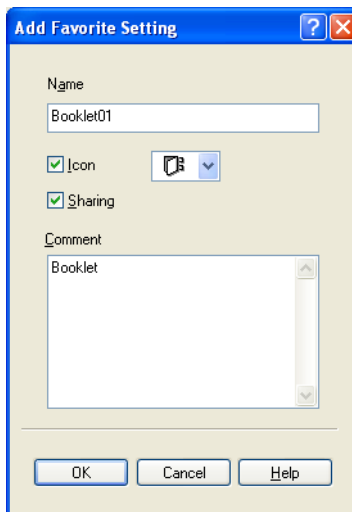 Add Favorite Setting
Name
Booklet01
Icon
Sharing
Comment
Booklet
OK Cancel Help